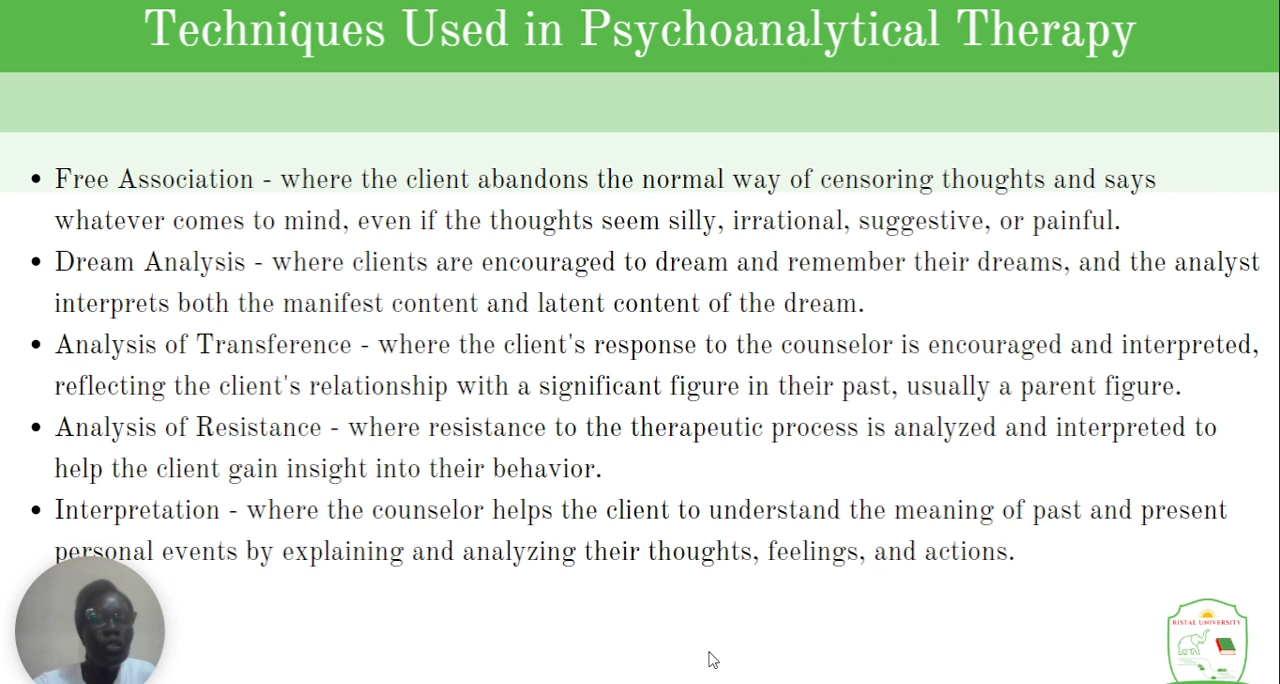 Techniques Used in Psychoanalytical Therapy
• Free Association - where the client abandons the normal way of censoring thoughts and says
whatever comes to mind, even if the thoughts seem silly, irrational, suggestive, or painful.
• Dream Analysis - where clients are encouraged to dream and remember their dreams, and the analyst
interprets both the manifest content and latent content of the dream.
• Analysis of Transference - where the client's response to the counselor is encouraged and interpreted,
reflecting the client's relationship with a significant figure in their past, usually a parent figure.
• Analysis of Resistance - where resistance to the therapeutic process is analyzed and interpreted to
help the client gain insight into their behavior.
• Interpretation - where the counselor helps the client to understand the meaning of past and present
personal events by explaining and analyzing their thoughts, feelings, and actions.
RISTAL UNIVERSITY